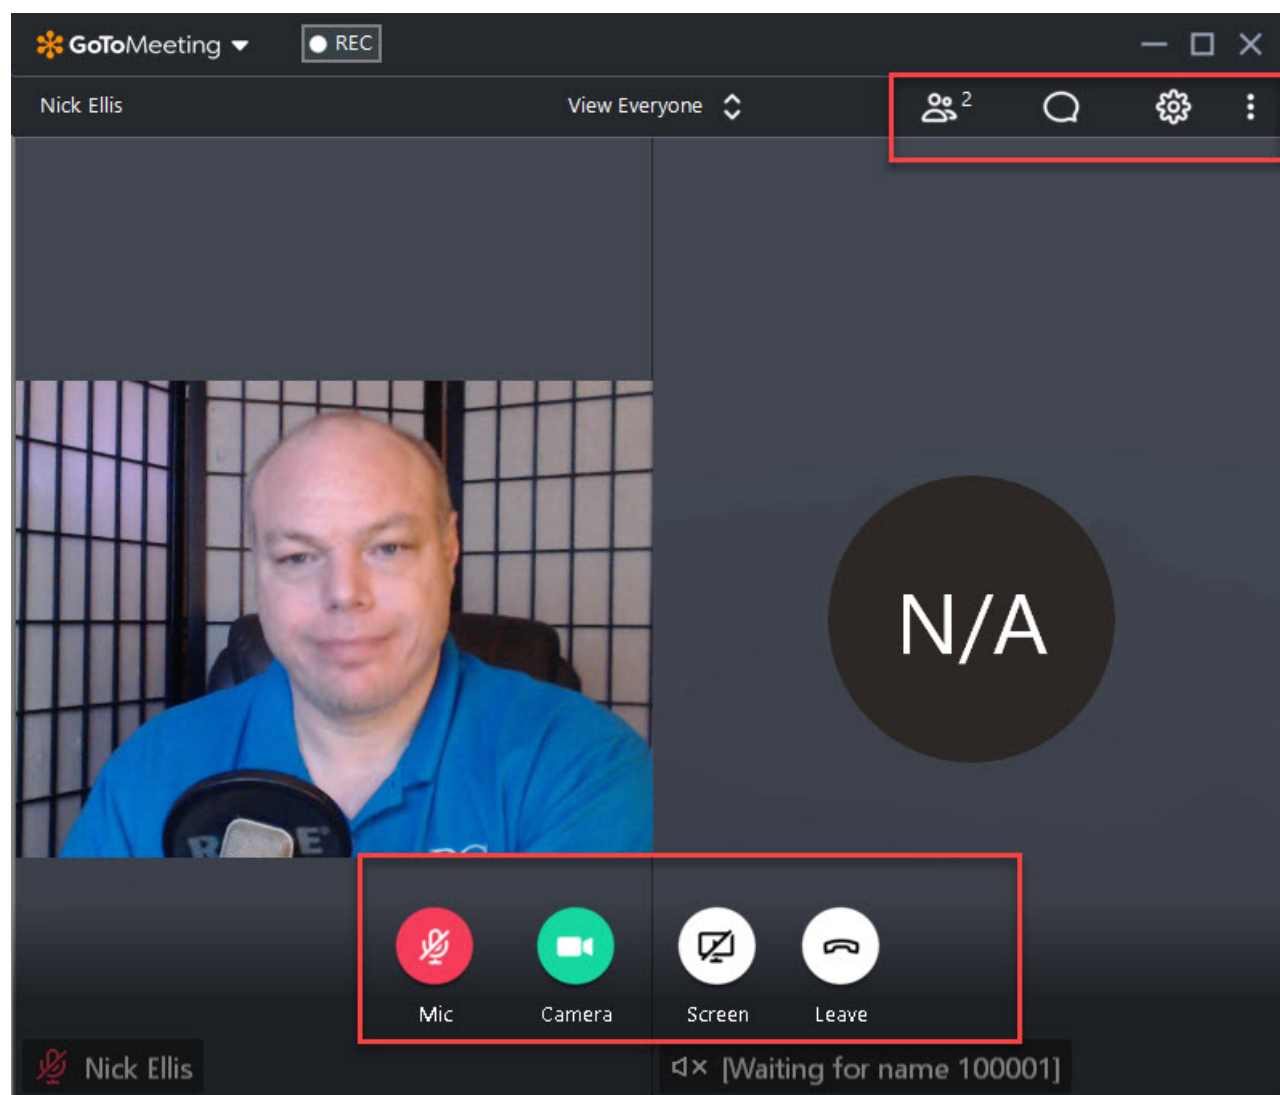 GoToMeeting
REC
Nick Ellis
View Everyone
2
N/A
Mic
Camera
Screen
Leave
Nick Ellis
[Waiting for name 100001]